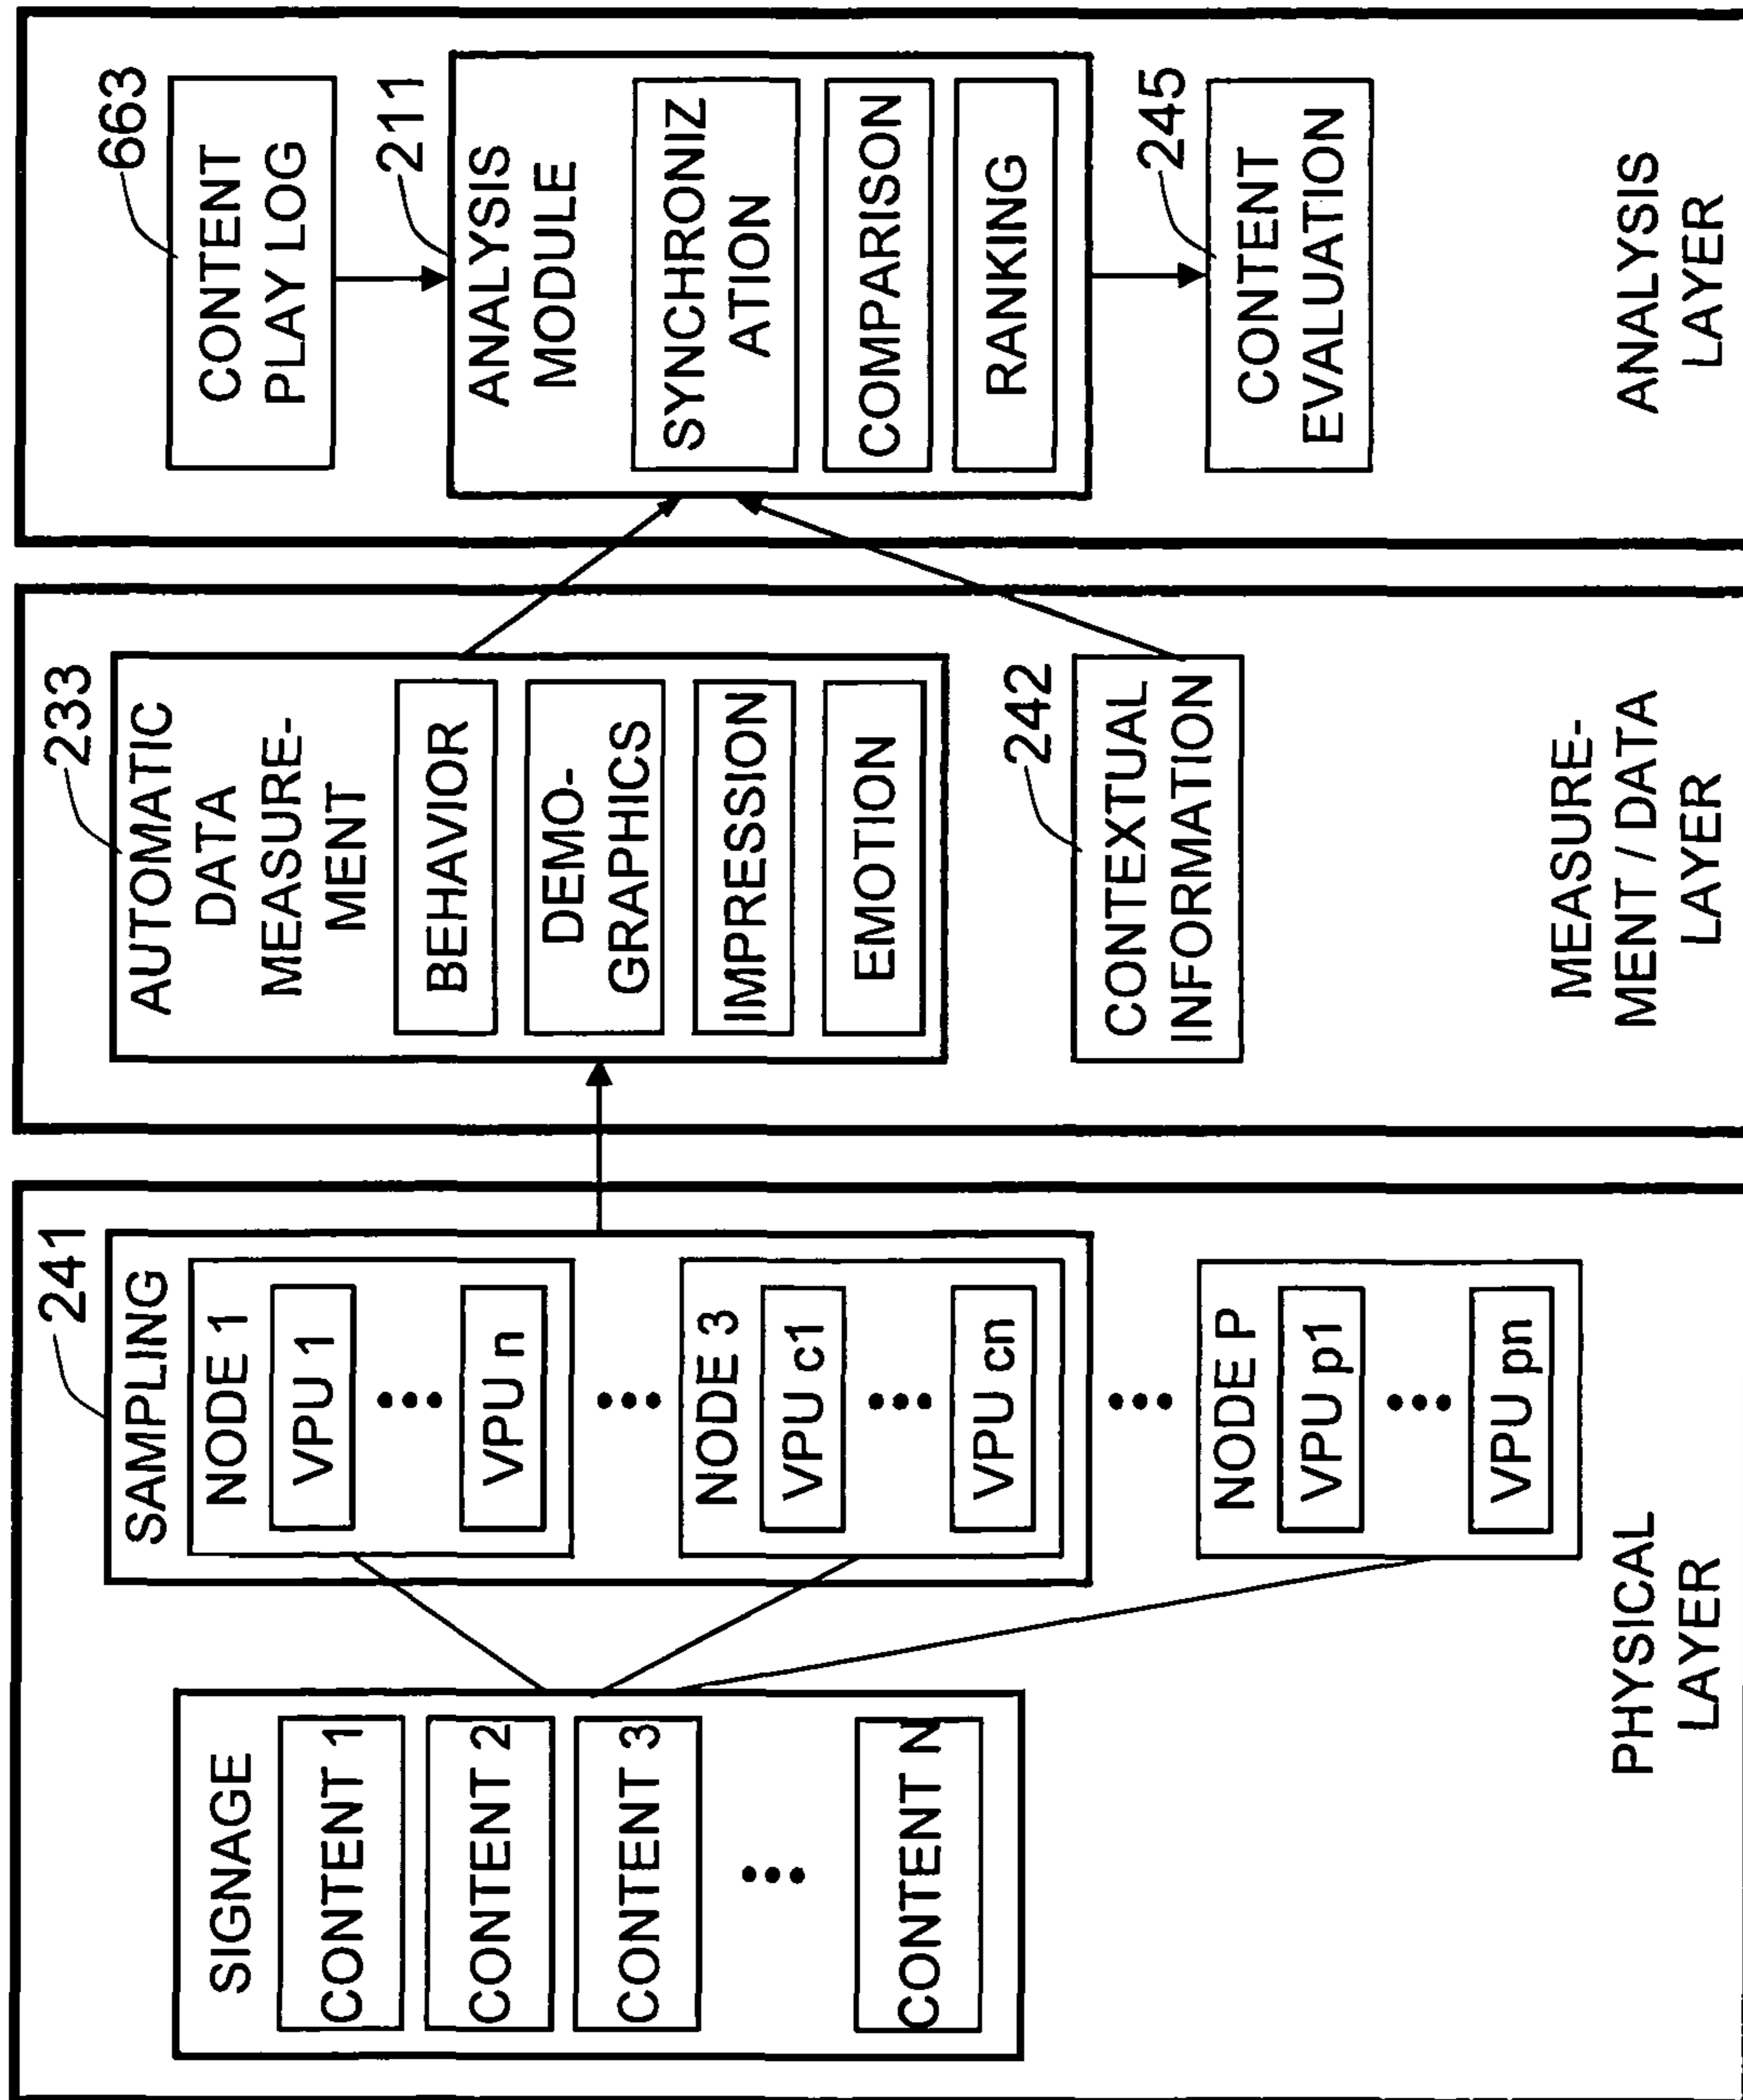 SIGNAGE
CONTENT 1
CONTENT 2
CONTENT 3
CONTENT N
241
SAMPLING
NODE 1
VPU 1
VPU n
NODE 3
VPU c1
VPU cn
NODE P
VPU p1
VPU pn
PHYSICAL
LAYER
233
AUTOMATIC
DATA
MEASURE-
MENT
BEHAVIOR
DEMO-
GRAPHICS
IMPRESSION
EMOTION
242
CONTEXTUAL
INFORMATION
MEASURE-
MENT / DATA
LAYER
663
CONTENT
PLAY LOG
211
ANALYSIS
MODULE
SYNCHRONIZ
ATION
COMPARISON
RANKING
245
CONTENT
EVALUATION
ANALYSIS
LAYER